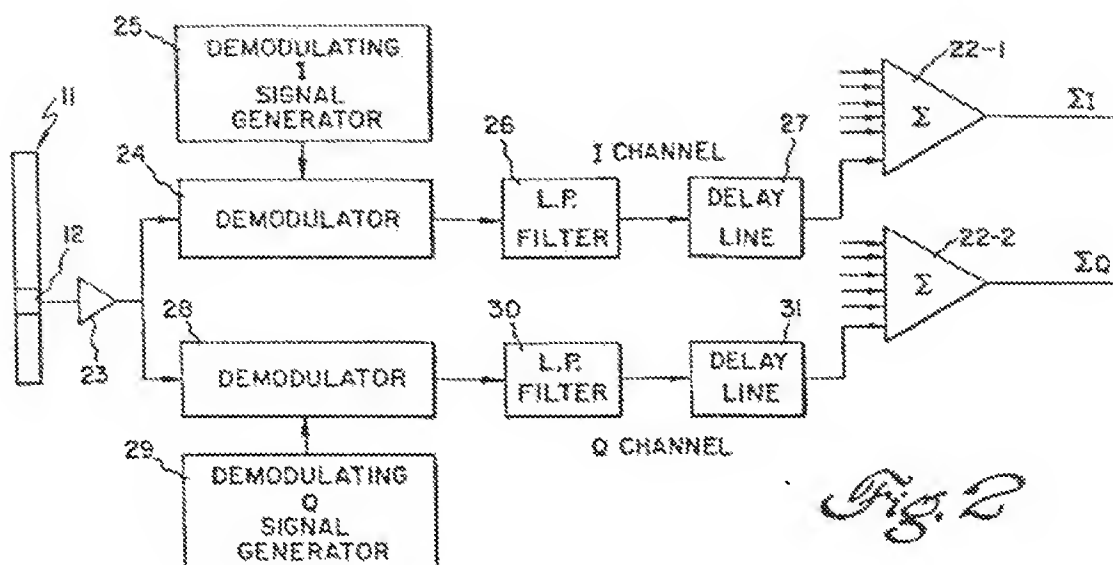 25
DEMODULATING
I
SIGNAL
GENERATOR
11
22-1
Σ
ΣI
24
DEMODULATOR
26
L.P.
FILTER
I CHANNEL
27
DELAY
LINE
12
23
22-2
Σ
ΣQ
28
DEMODULATOR
30
L.P.
FILTER
31
DELAY
LINE
Q CHANNEL
29
DEMODULATING
Q
SIGNAL
GENERATOR
Fig. 2